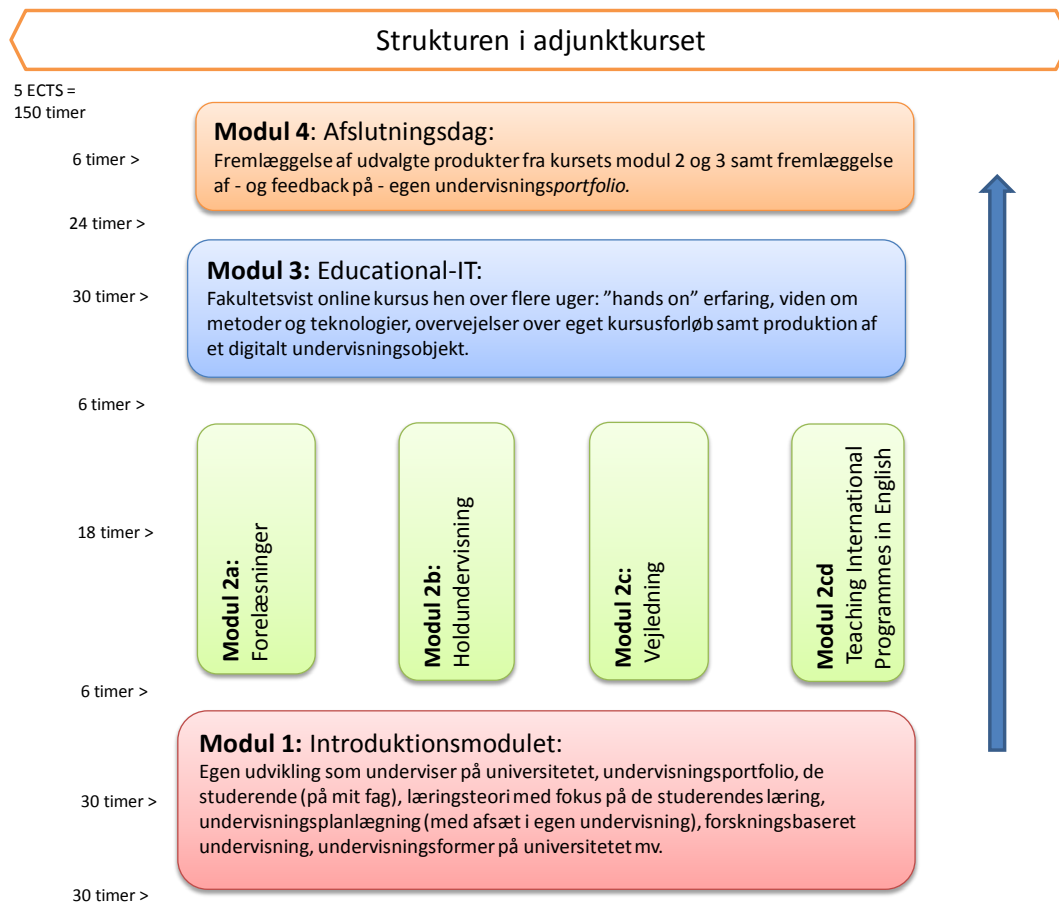 Strukturen i adjunktkurset
5 ECTS =
150 timer
Modul 4: Afslutningsdag:
Fremlæggelse af udvalgte produkter fra kursets modul 2 og 3 samt fremlæggelse
af - og feedback på - egen undervisningsportfolio.
6 timer >
24 timer >
Modul 3: Educational-IT:
Fakultetsvist online kursus hen over flere uger: ”hands on” erfaring, viden om
metoder og teknologier, overvejelser over eget kursusforløb samt produktion af
et digitalt undervisningsobjekt.
30 timer >
6 timer >
18 timer >
Modul 2a:
Forelæsninger
Modul 2b:
Holdundervisning
Modul 2c:
Vejledning
Modul 2cd
Teaching International
Programmes in English
6 timer >
Modul 1: Introduktionsmodulet:
Egen udvikling som underviser på universitetet, undervisningsportfolio, de
studerende (på mit fag), læringsteori med fokus på de studerendes læring,
undervisningsplanlægning (med afsæt i egen undervisning), forskningsbaseret
undervisning, undervisningsformer på universitetet mv.
30 timer >
30 timer >